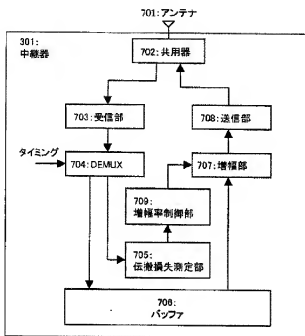 701:アンテナ
301:
中継器
702:共用器
703:受信部
708:送信部
タイミング
704:DEMUX
707:増幅部
709:
増幅率制御部
705:
伝搬損失測定部
706:
バッファ